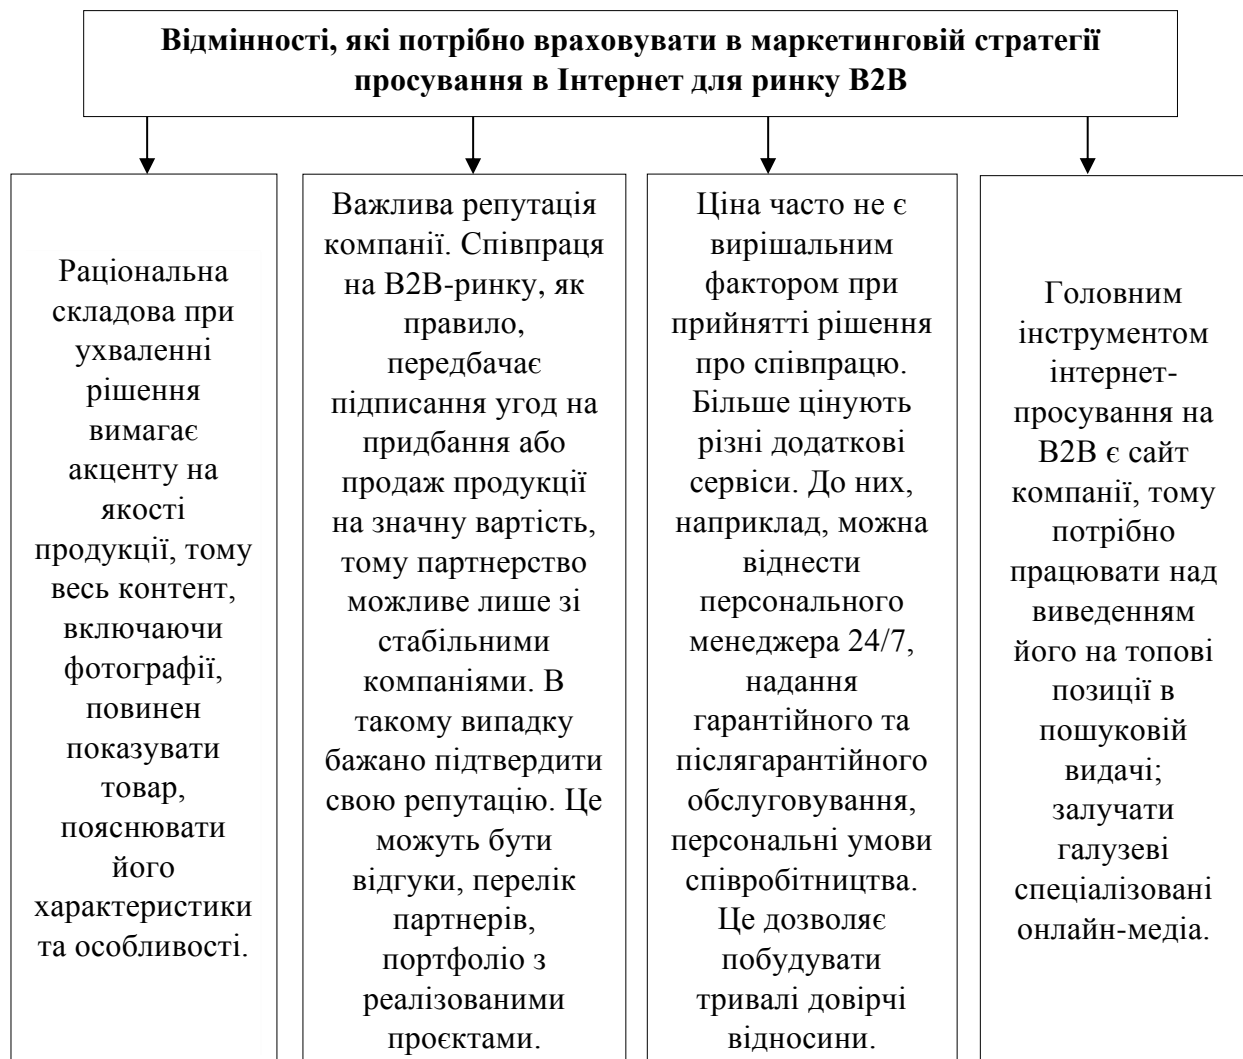 Відмінності, які потрібно враховувати в маркетинговій стратегії
просування в Інтернет для ринку В2В
Раціональна
складова при
ухваленні
рішення
вимагає
акценту на
якості
продукції, тому
весь контент,
включаючи
фотографії,
повинен
показувати
товар,
пояснювати
його
характеристики
та особливості.
Важлива репутація
компанії. Співпраця
на В2В-ринку, як
правило,
передбачає
підписання угод на
придбання або
продаж продукції
на значну вартість,
тому партнерство
можливе лише зі
стабільними
компаніями. В
такому випадку
бажано підтвердити
свою репутацію. Це
можуть бути
відгуки, перелік
партнерів,
портфоліо з
реалізованими
проєктами.
Ціна часто не є
вирішальним
фактором при
прийнятті рішення
про співпрацю.
Більше цінують
різні додаткові
сервіси. До них,
наприклад, можна
віднести
персонального
менеджера 24/7,
надання
гарантійного та
післягарантійного
обслуговування,
персональні умови
співробітництва.
Це дозволяє
побудувати
тривалі довірчі
відносини.
Головним
інструментом
інтернет-
просування на
В2В є сайт
компанії, тому
потрібно
працювати над
виведенням
його на топові
позиції в
пошуковій
видачі;
залучати
галузеві
спеціалізовані
онлайн-медіа.